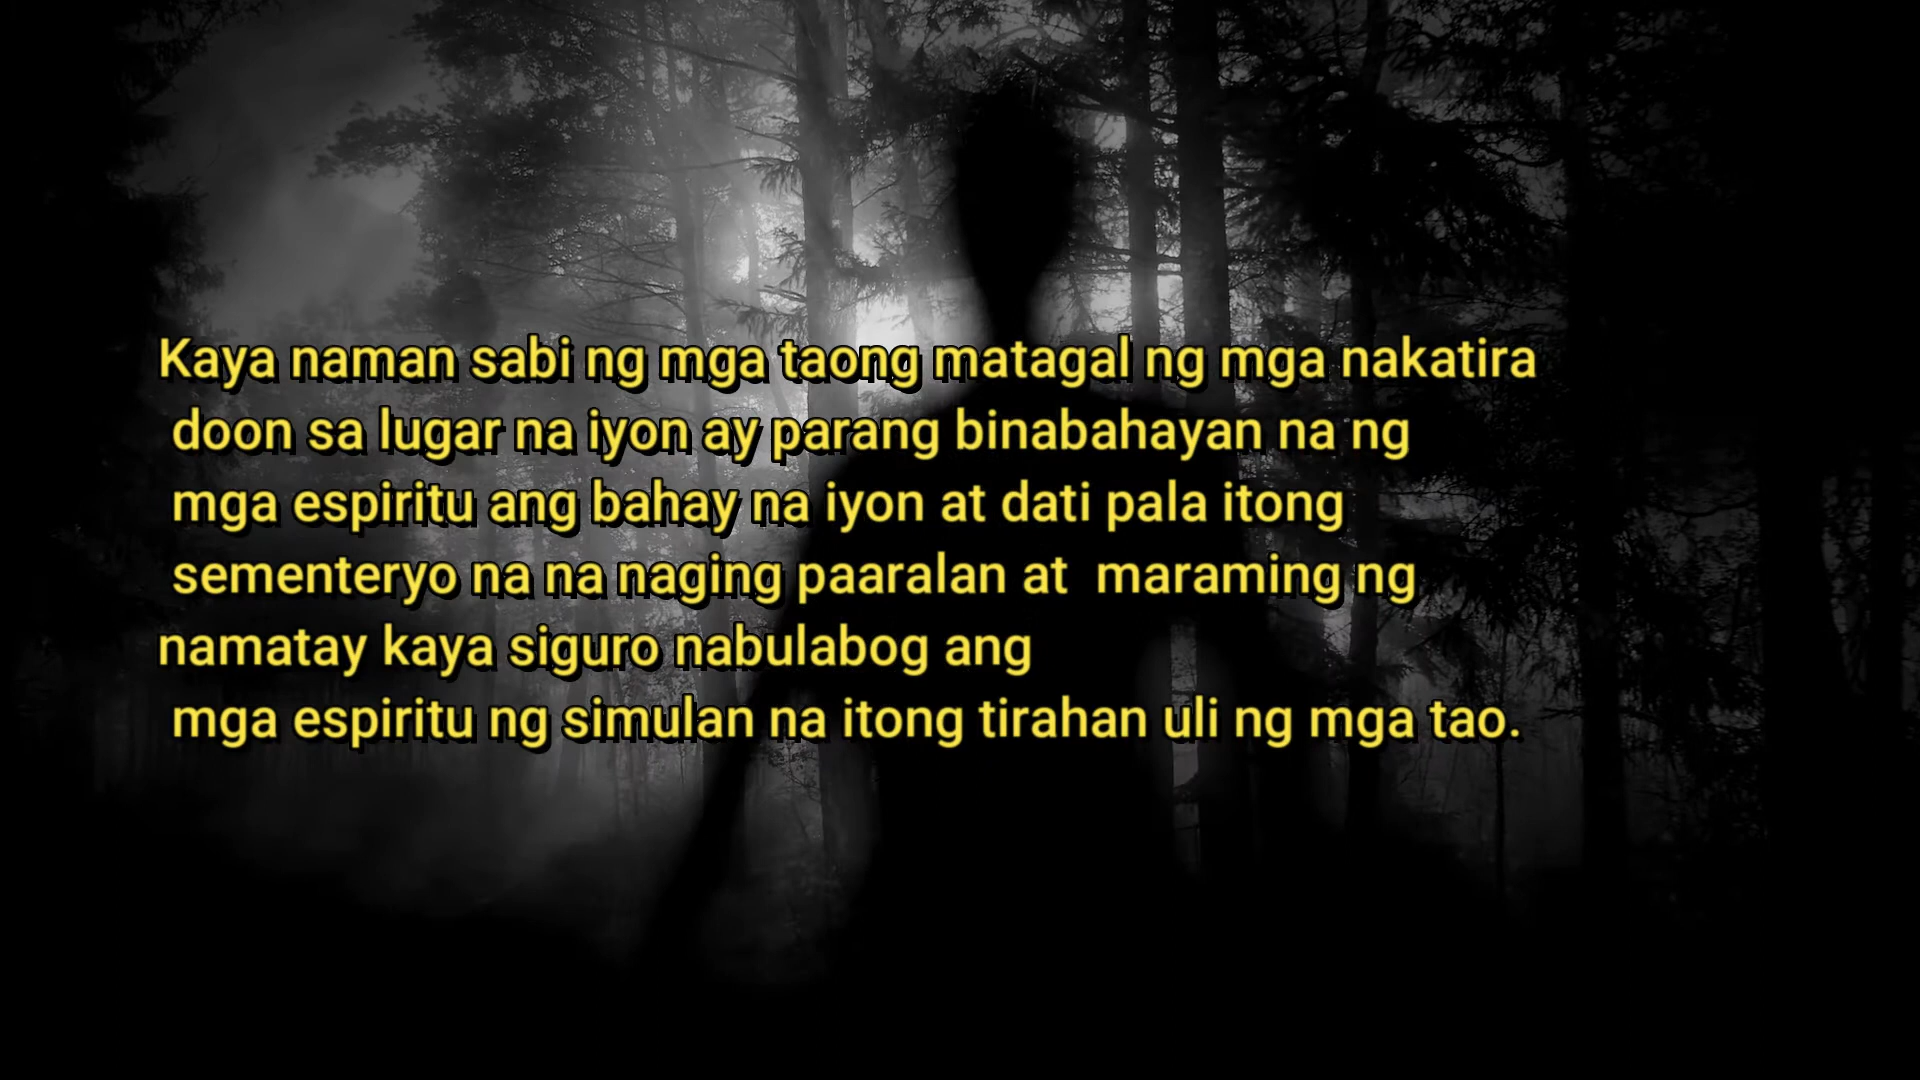 Kaya naman sabi ng mga taong matagal ng mga nakatira
doon sa lugar na iyon ay parang binabahayan na ng
mga espiritu ang bahay na iyon at dati pala itong
sementeryo na na naging paaralan at  maraming ng
namatay kaya siguro nabulabog ang
mga espiritu ng simulan na itong tirahan uli ng mga tao.